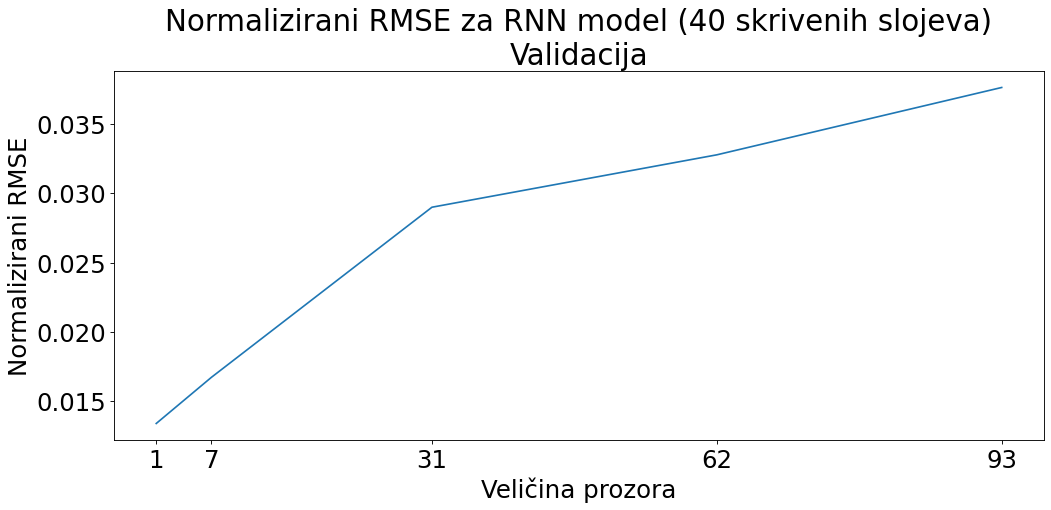 Normalizirani RMSE za RNN model (40 skrivenih slojeva)
Validacija
Normalizirani RMSE
0.035
0.030
0.025
0.020
0.015
1 7 31 62 93
Veličina prozora